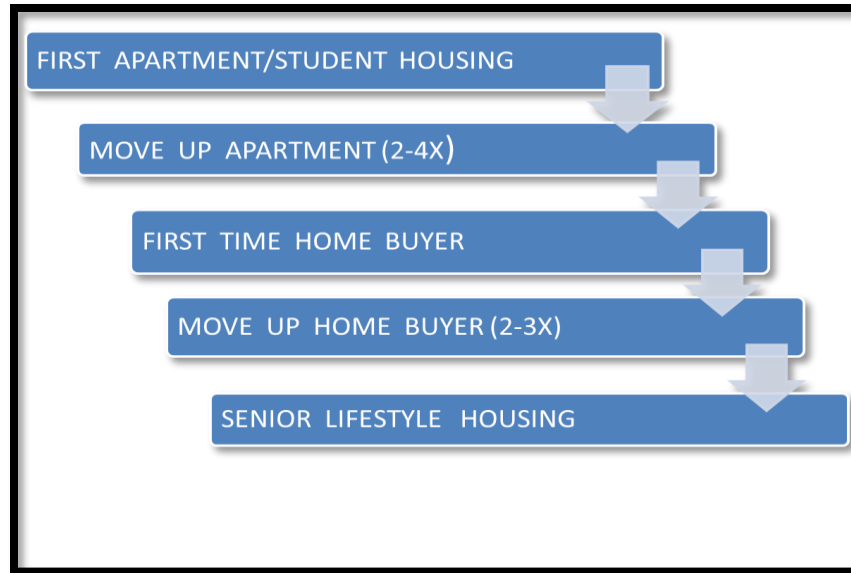 FIRST APARTMENT/STUDENT HOUSING
MOVE UP APARTMENT (2-4X)
FIRST TIME HOME BUYER
MOVE UP HOME BUYER (2-3X)
SENIOR LIFESTYLE HOUSING